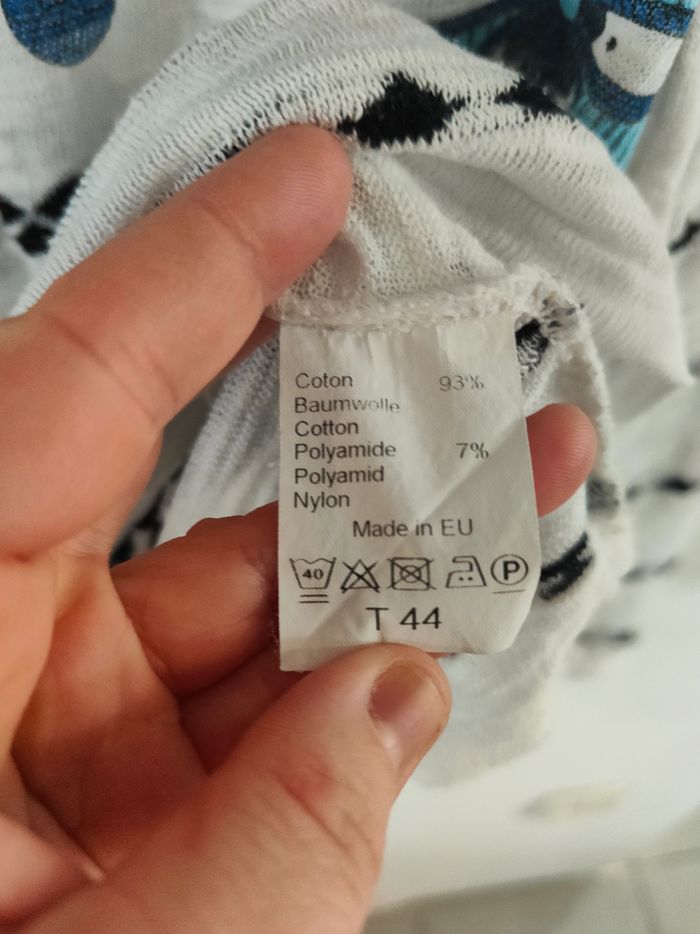 Coton 93%
Baumwolle
Cotton
Polyamide 7%
Polyamid
Nylon
Made in EU
40 P
T 44